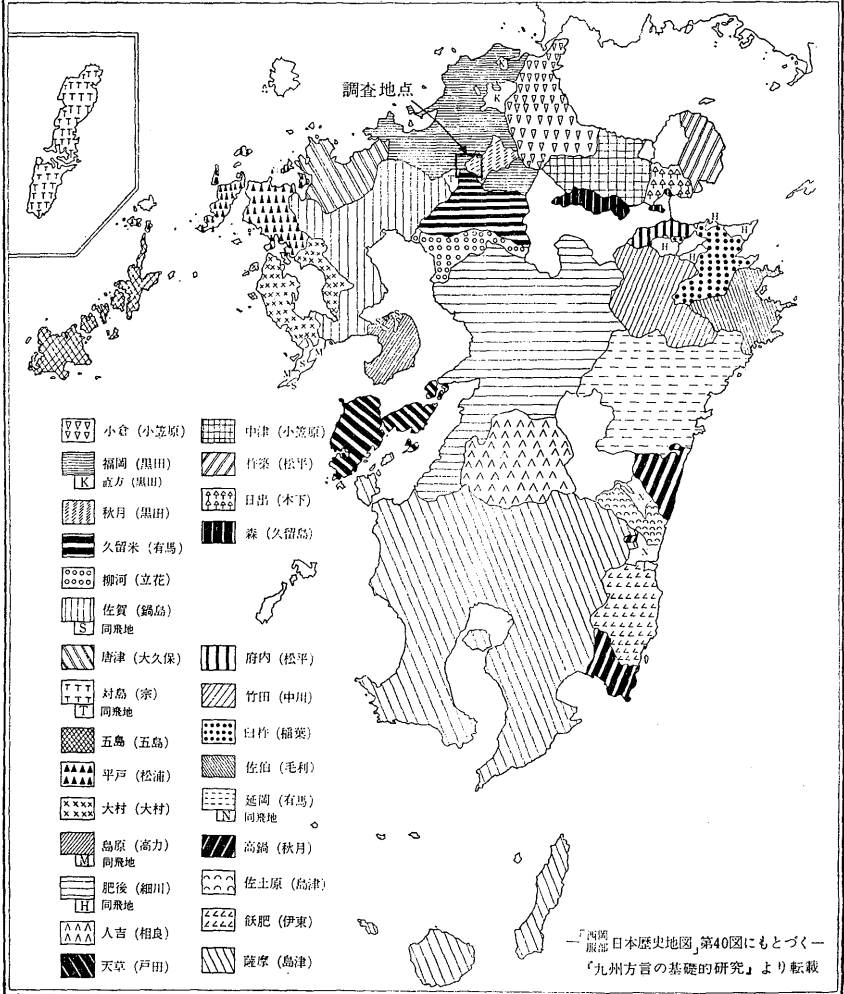 調査地点
K
K
T
H
H
H
H
M
S
M
S
N
小倉（小笠原）
福岡（黒田）
K 直方（黒田）
秋月（黒田）
久留米（有馬）
柳河（立花）
佐賀（鍋島）
S 同飛地
唐津（大久保）
対島（宗）
T 同飛地
五島（五島）
平戸（松浦）
大村（大村）
島原（高力）
M 同飛地
肥後（細川）
H 同飛地
人吉（相良）
天草（戸田）
中津（小笠原）
杵築（松平）
日出（木下）
森（久留島）
府内（松平）
竹田（中川）
臼杵（稲葉）
佐伯（毛利）
延岡（有馬）
N 同飛地
高鍋（秋月）
佐土原（島津）
飫肥（伊東）
薩摩（島津）
―「西岡服部日本歴史地図」第40図にもとづく―
『九州方言の基礎的研究』より転載